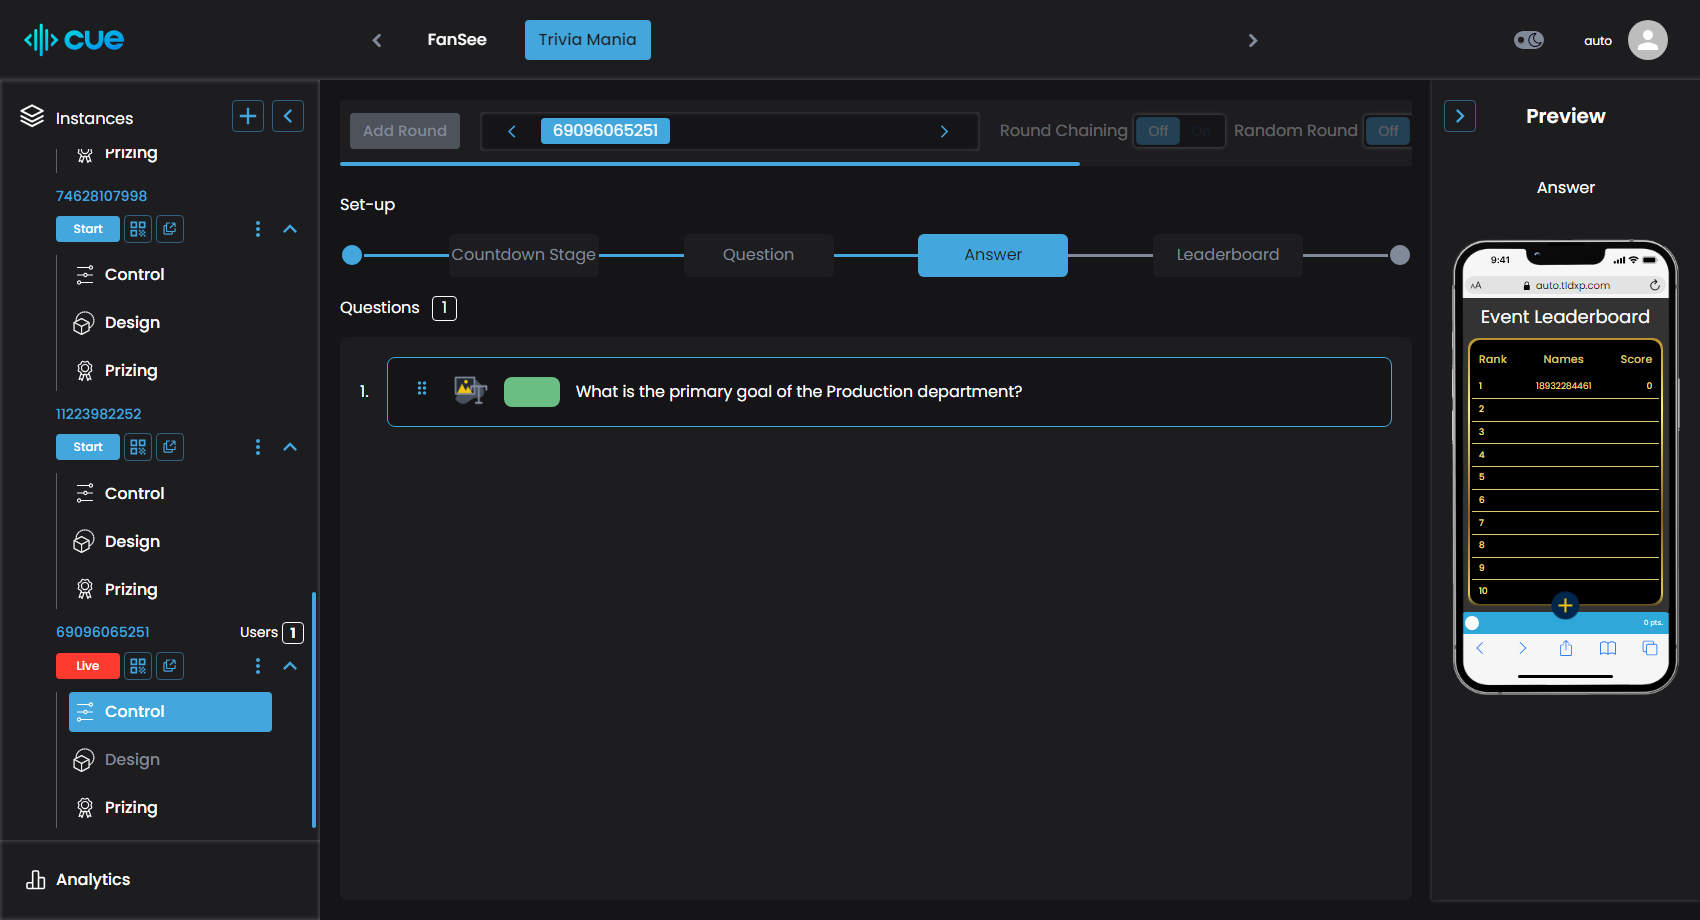 cue
FanSee
Trivia Mania
auto
Instances
Prizing
74628107998
Start
Control
Design
Prizing
11223982252
Start
Control
Design
Prizing
69096065251
Users 1
Live
Control
Design
Prizing
Analytics
Add Round
69096065251
Round Chaining Off On
Random Round Off
Set-up
Countdown Stage
Question
Answer
Leaderboard
Questions 1
1. What is the primary goal of the Production department?
Preview
Answer
9:41
AA auto.tldxp.com
Event Leaderboard
Rank Names Score
1 18932284461 0
2
3
4
5
6
7
8
9
10
0 pts.